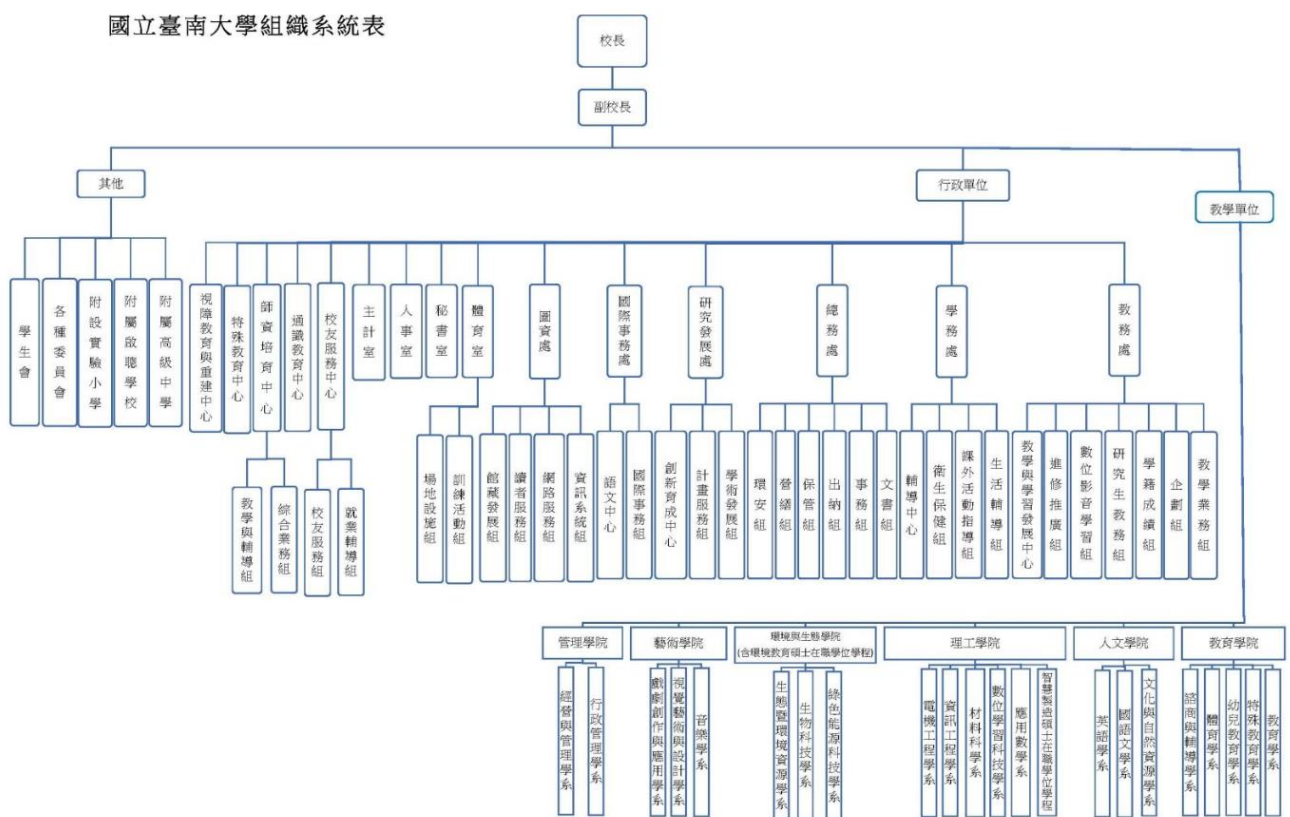 國立臺南大學組織系統表
校長
副校長
其他
行政單位
教學單位
學生會
各種委員會
附設實驗小學
附屬啟聰學校
附屬高級中學
視障教育與重建中心
特殊教育中心
師資培育中心
通識教育中心
校友服務中心
主計室
人事室
秘書室
體育室
圖資處
國際事務處
研究發展處
總務處
學務處
教務處
教學與輔導組
綜合業務組
校友服務組
就業輔導組
場地設施組
訓練活動組
館藏發展組
讀者服務組
網路服務組
資訊系統組
語文中心
國際事務組
創新育成中心
計畫服務組
學術發展組
環安組
營繕組
保管組
出納組
事務組
文書組
輔導中心
衛生保健組
課外活動指導組
生活輔導組
教學與學習發展中心
進修推廣組
數位影音學習組
研究生教務組
學籍成績組
企劃組
教學業務組
管理學院
藝術學院
環境與生態學院
(含環境教育碩士在職學位學程)
理工學院
人文學院
教育學院
經營與管理學系
行政管理學系
戲劇創作與應用學系
視覺藝術與設計學系
音樂學系
生態暨環境資源學系
生物科技學系
綠色能源科技學系
電機工程學系
資訊工程學系
材料科學系
數位學習科技學系
應用數學系
智慧製造碩士在職學位學程
英語學系
國語文學系
文化與自然資源學系
諮商與輔導學系
體育學系
幼兒教育學系
特殊教育學系
教育學系